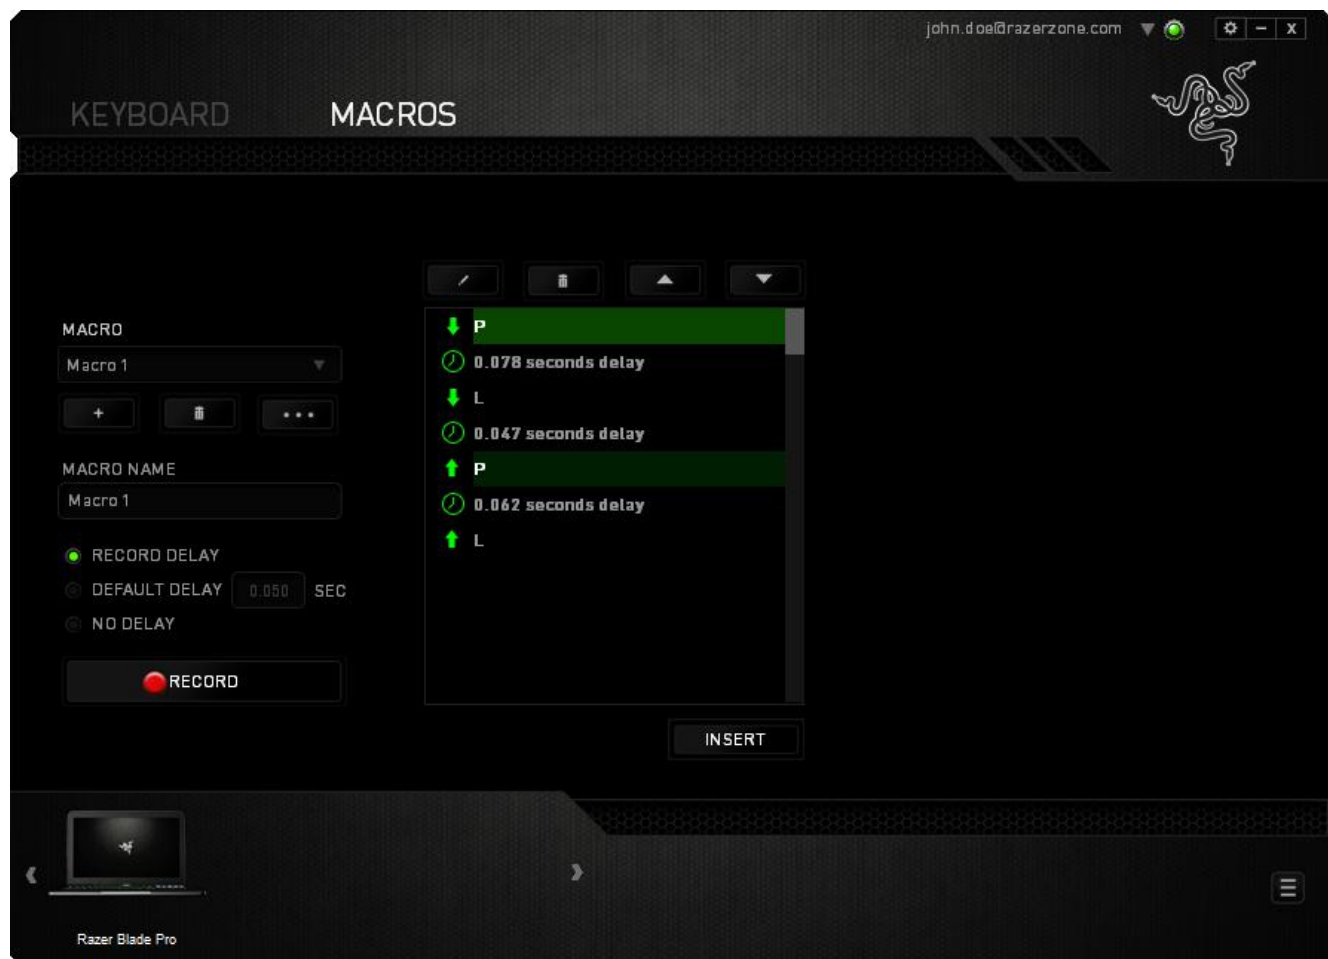 john.doe@razerzone.com
KEYBOARD MACROS
P
MACRO
0.078 seconds delay
Macro 1
L
0.047 seconds delay
MACRO NAME
P
Macro 1
0.062 seconds delay
L
RECORD DELAY
DEFAULT DELAY 0.050 SEC
NO DELAY
RECORD
INSERT
Razer Blade Pro